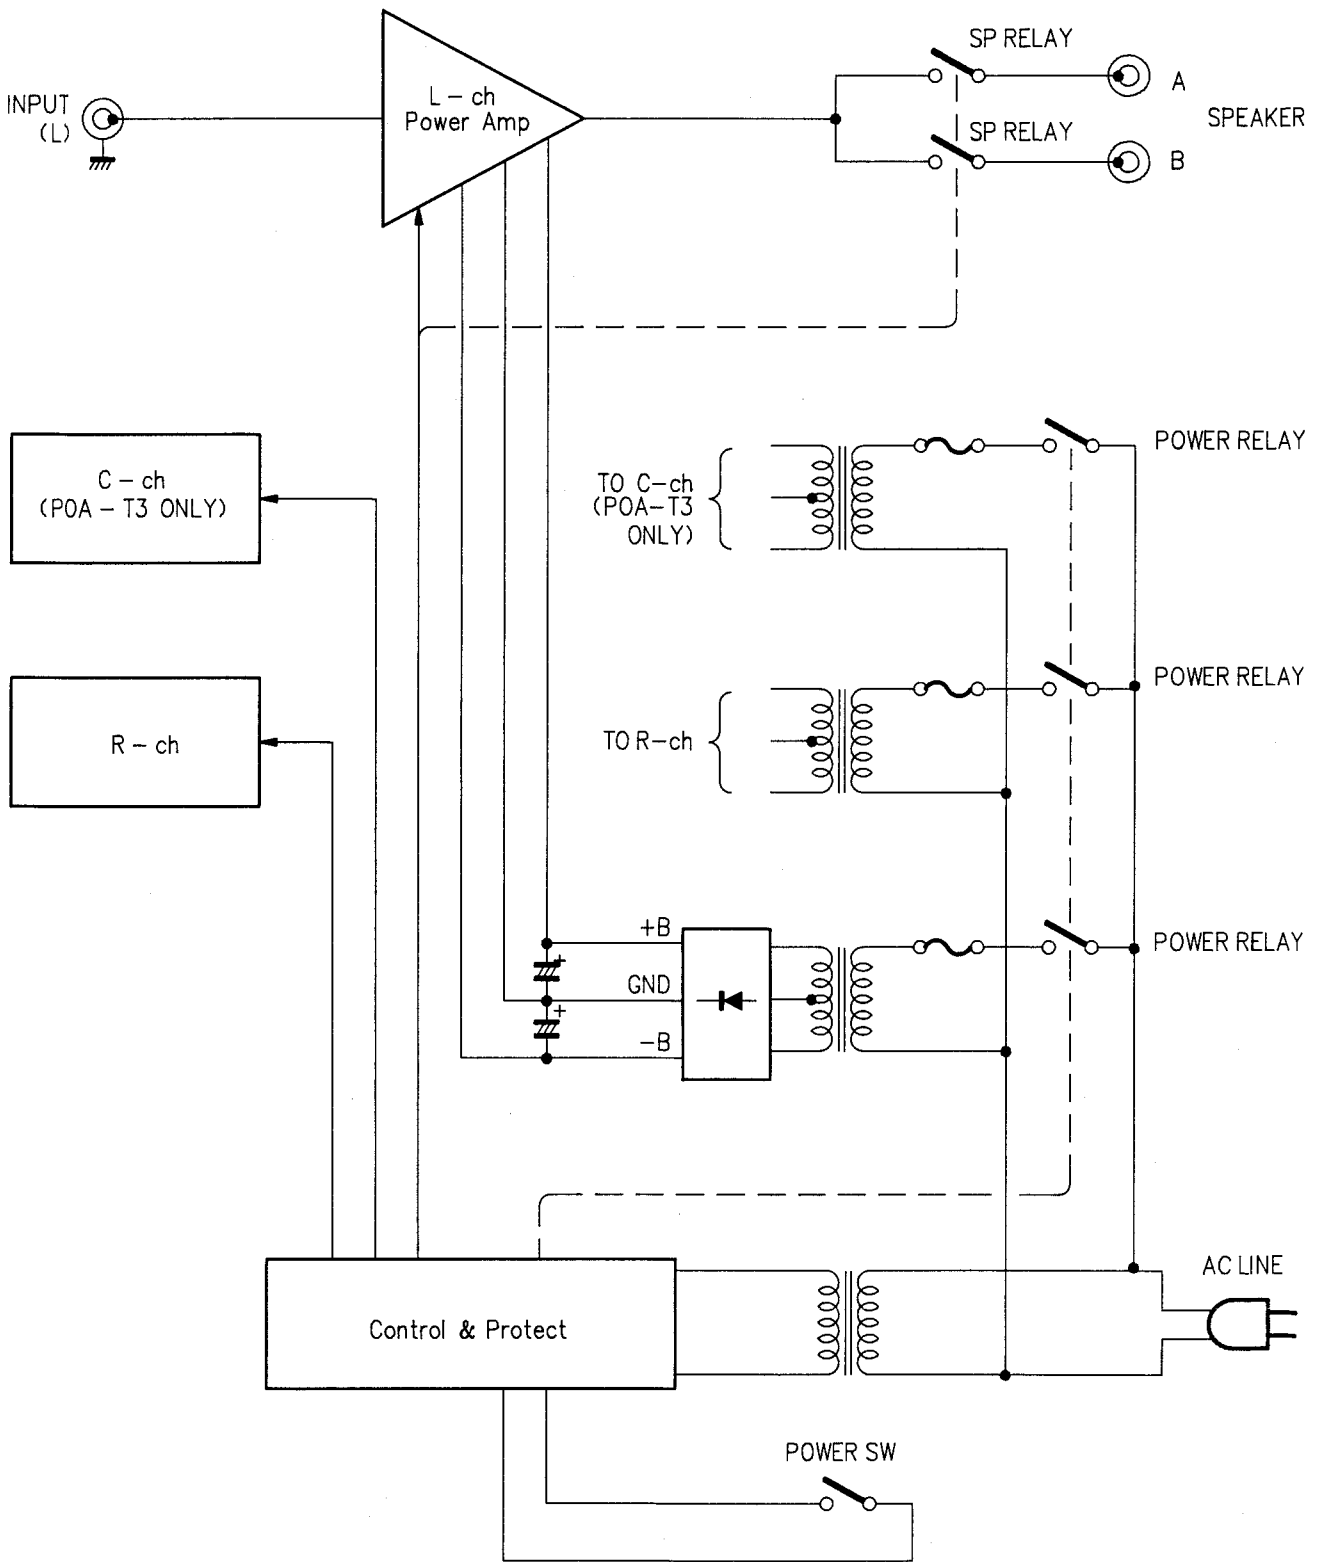 SP RELAY
INPUT
(L)
L-ch
Power Amp
A
SPEAKER
SP RELAY
B
C-ch
(POA-T3 ONLY)
TO C-ch
(POA-T3
ONLY)
POWER RELAY
R-ch
TO R-ch
POWER RELAY
+B
+
GND
+
-B
POWER RELAY
Control & Protect
AC LINE
POWER SW